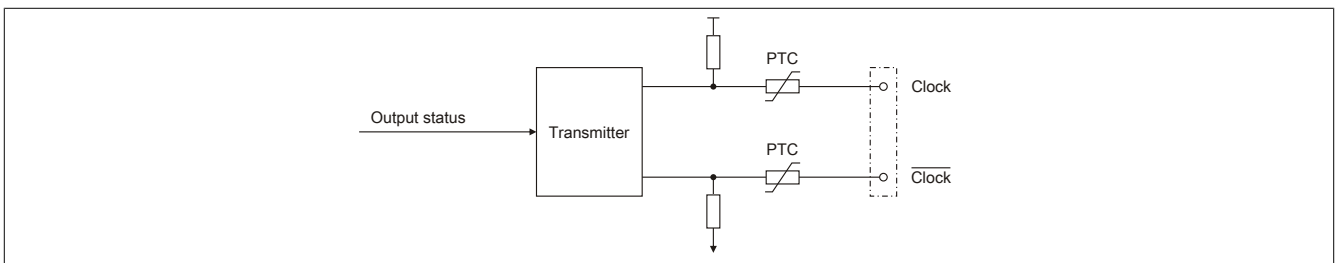 PTC
Clock
Output status
Transmitter
PTC
Clock